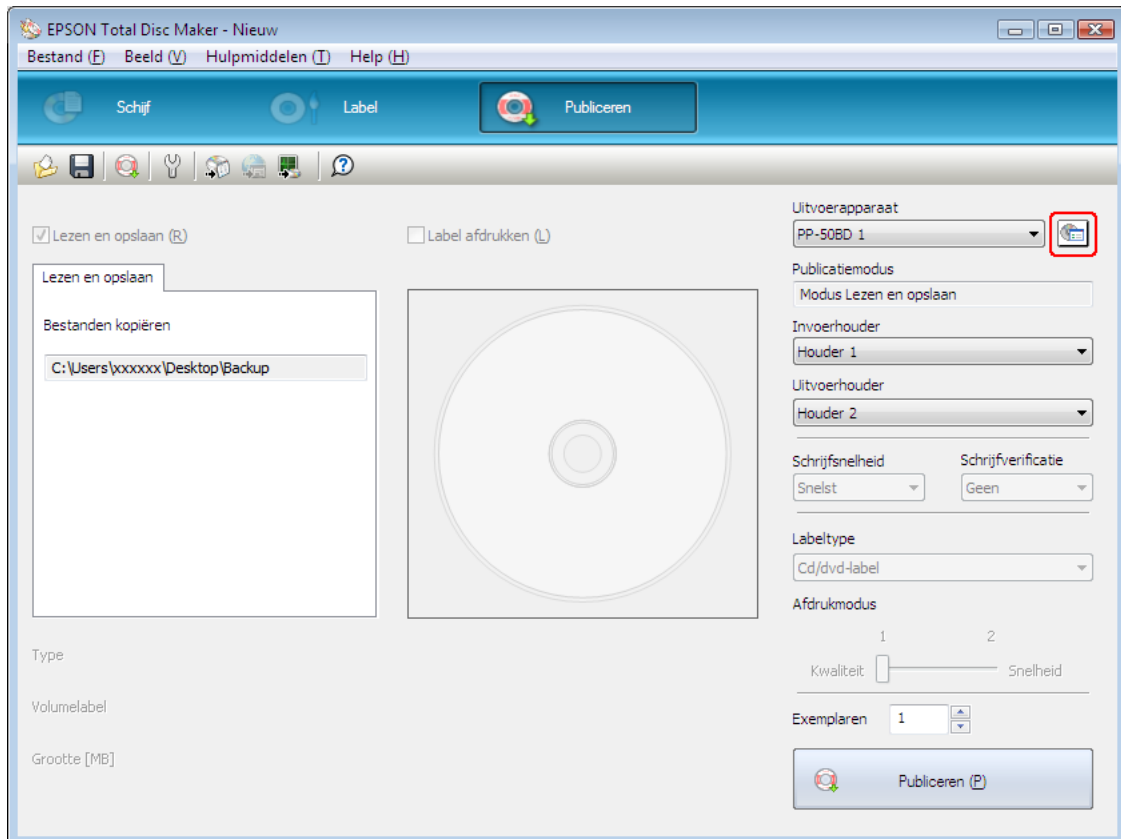 EPSON Total Disc Maker - Nieuw
Bestand (F) Beeld (V) Hulpmiddelen (T) Help (H)
Schijf Label Publiceren
Lezen en opslaan (R)
Lezen en opslaan
Bestanden kopiëren
C:\Users\xxxxxx\Desktop\Backup
Type
Volumelabel
Grootte [MB]
Label afdrukken (L)
Uitvoerapparaat
PP-50BD 1
Publicatiemodus
Modus Lezen en opslaan
Invoerhouder
Houder 1
Uitvoerhouder
Houder 2
Schrijfsnelheid Schrijfverificatie
Snelst Geen
Labeltype
Cd/dvd-label
Afdrukmodus
1 2
Kwaliteit Snelheid
Exemplaren 1
Publiceren (P)